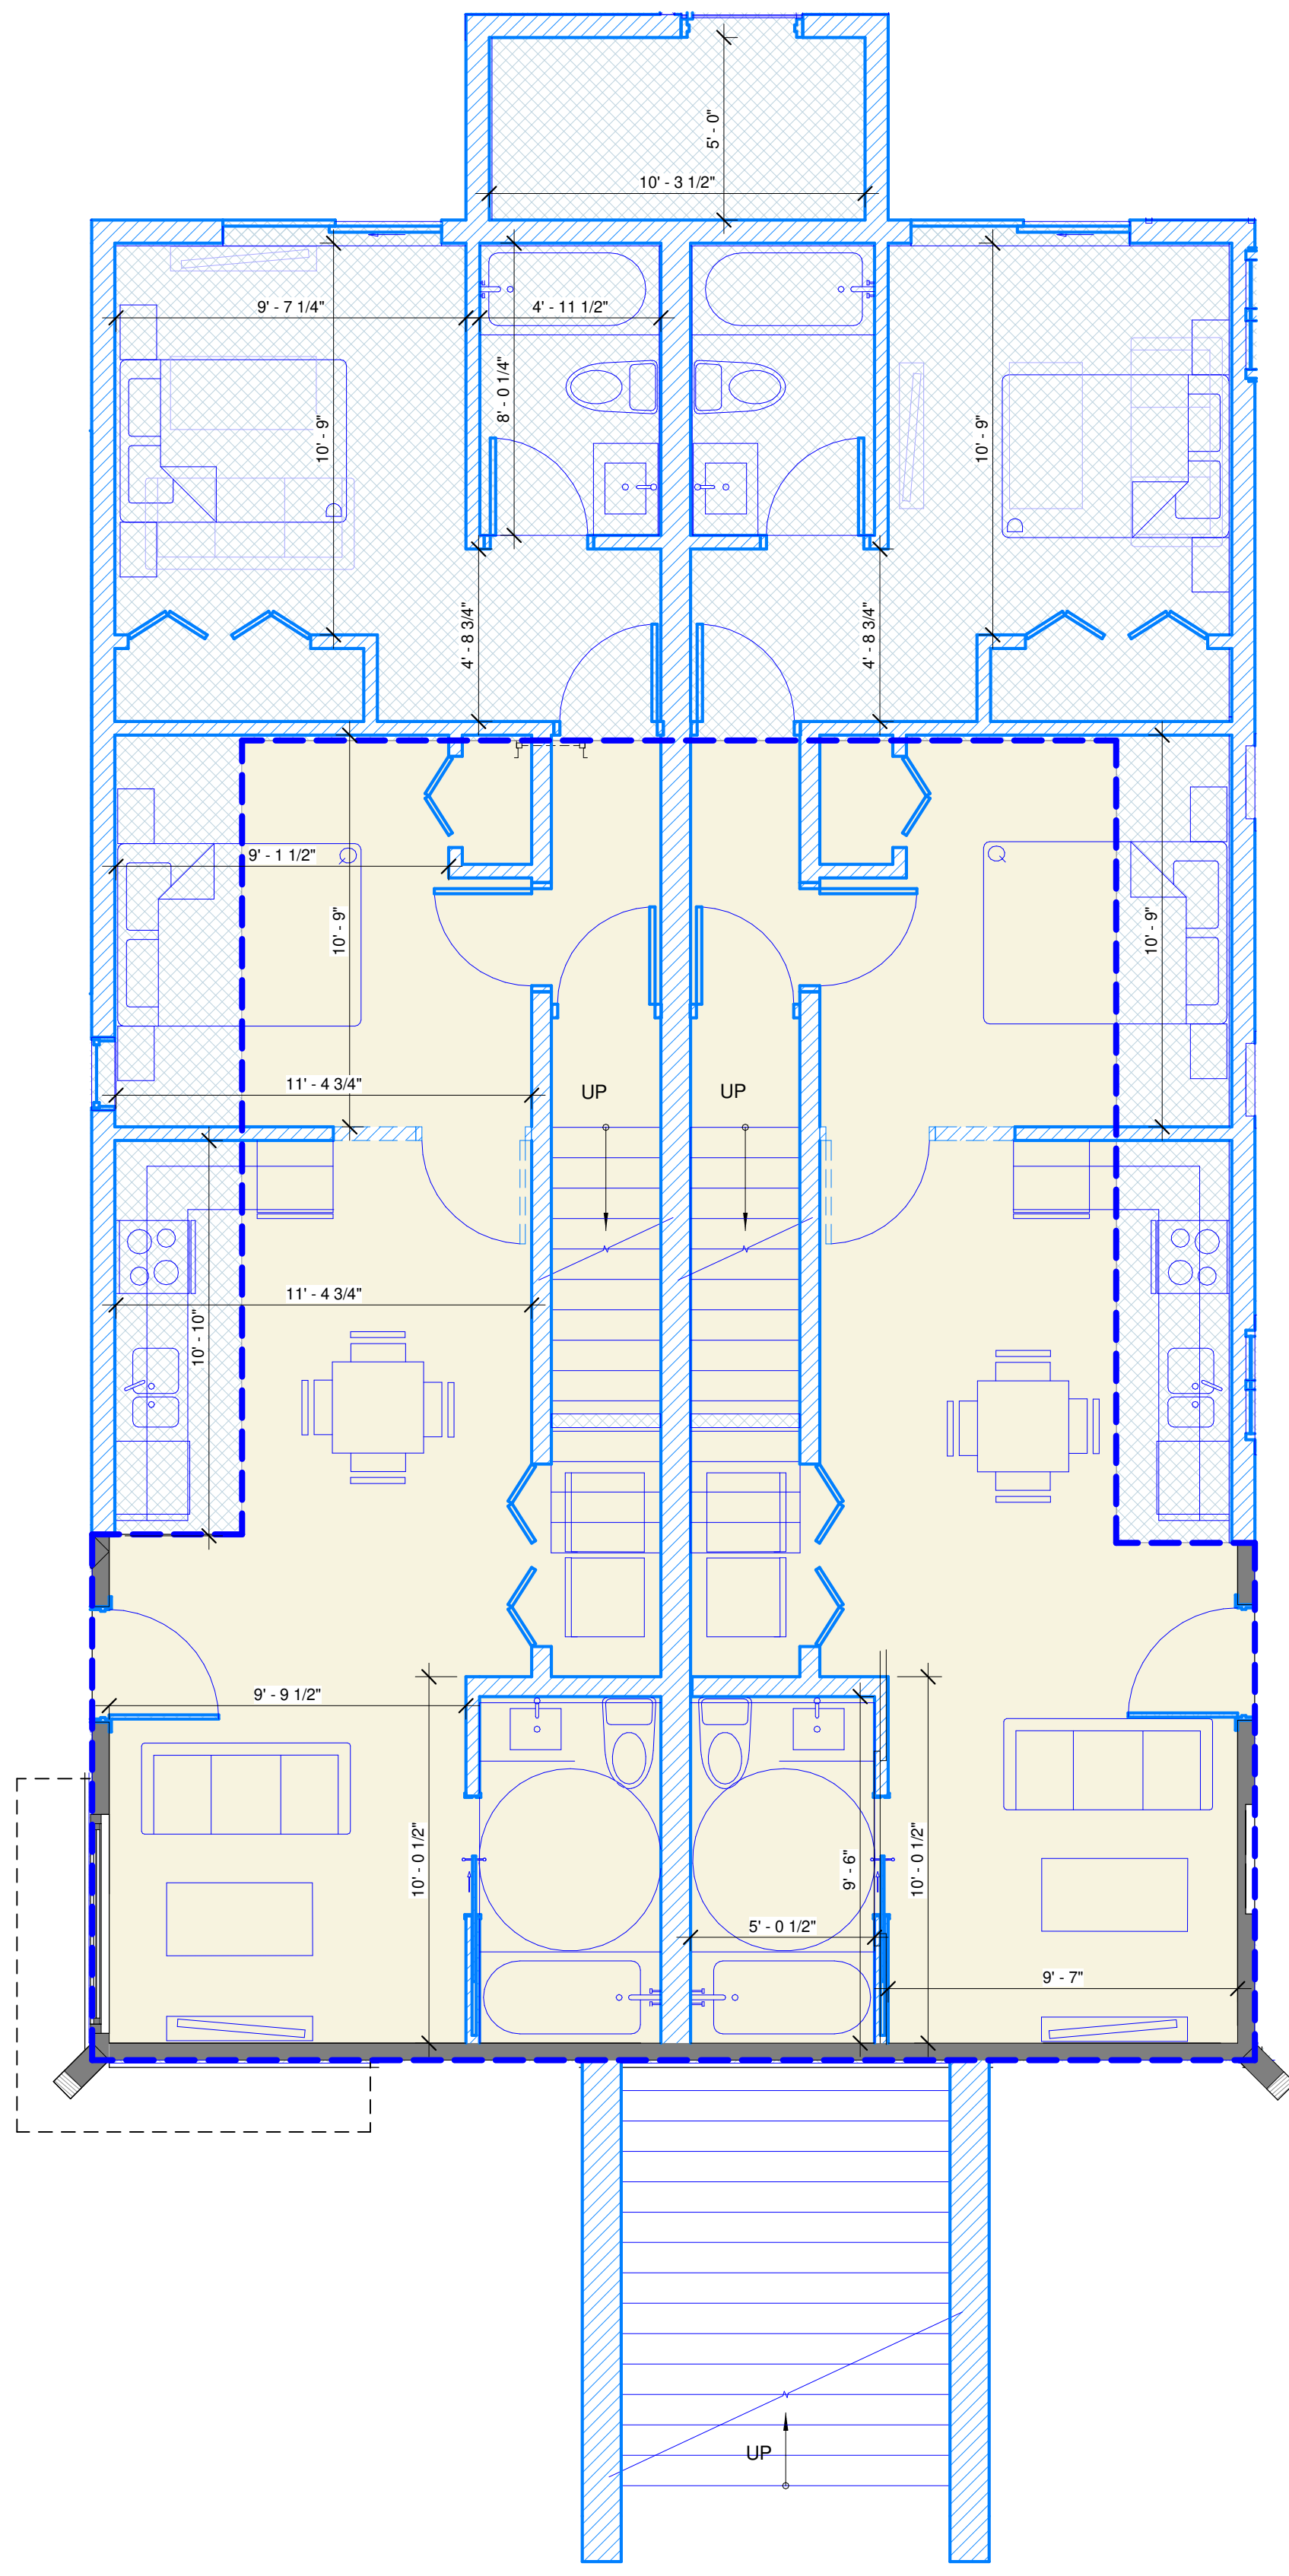 5' - 0"
10' - 3 1/2"
9' - 7 1/4"
4' - 11 1/2"
8' - 0 1/4"
10' - 9"
10' - 9"
D
D
4' - 8 3/4"
4' - 8 3/4"
9' - 1 1/2"
Q
Q
10' - 9"
10' - 9"
11' - 4 3/4"
UP
UP
11' - 4 3/4"
10' - 10"
9' - 9 1/2"
10' - 0 1/2"
9' - 6"
10' - 0 1/2"
5' - 0 1/2"
9' - 7"
UP